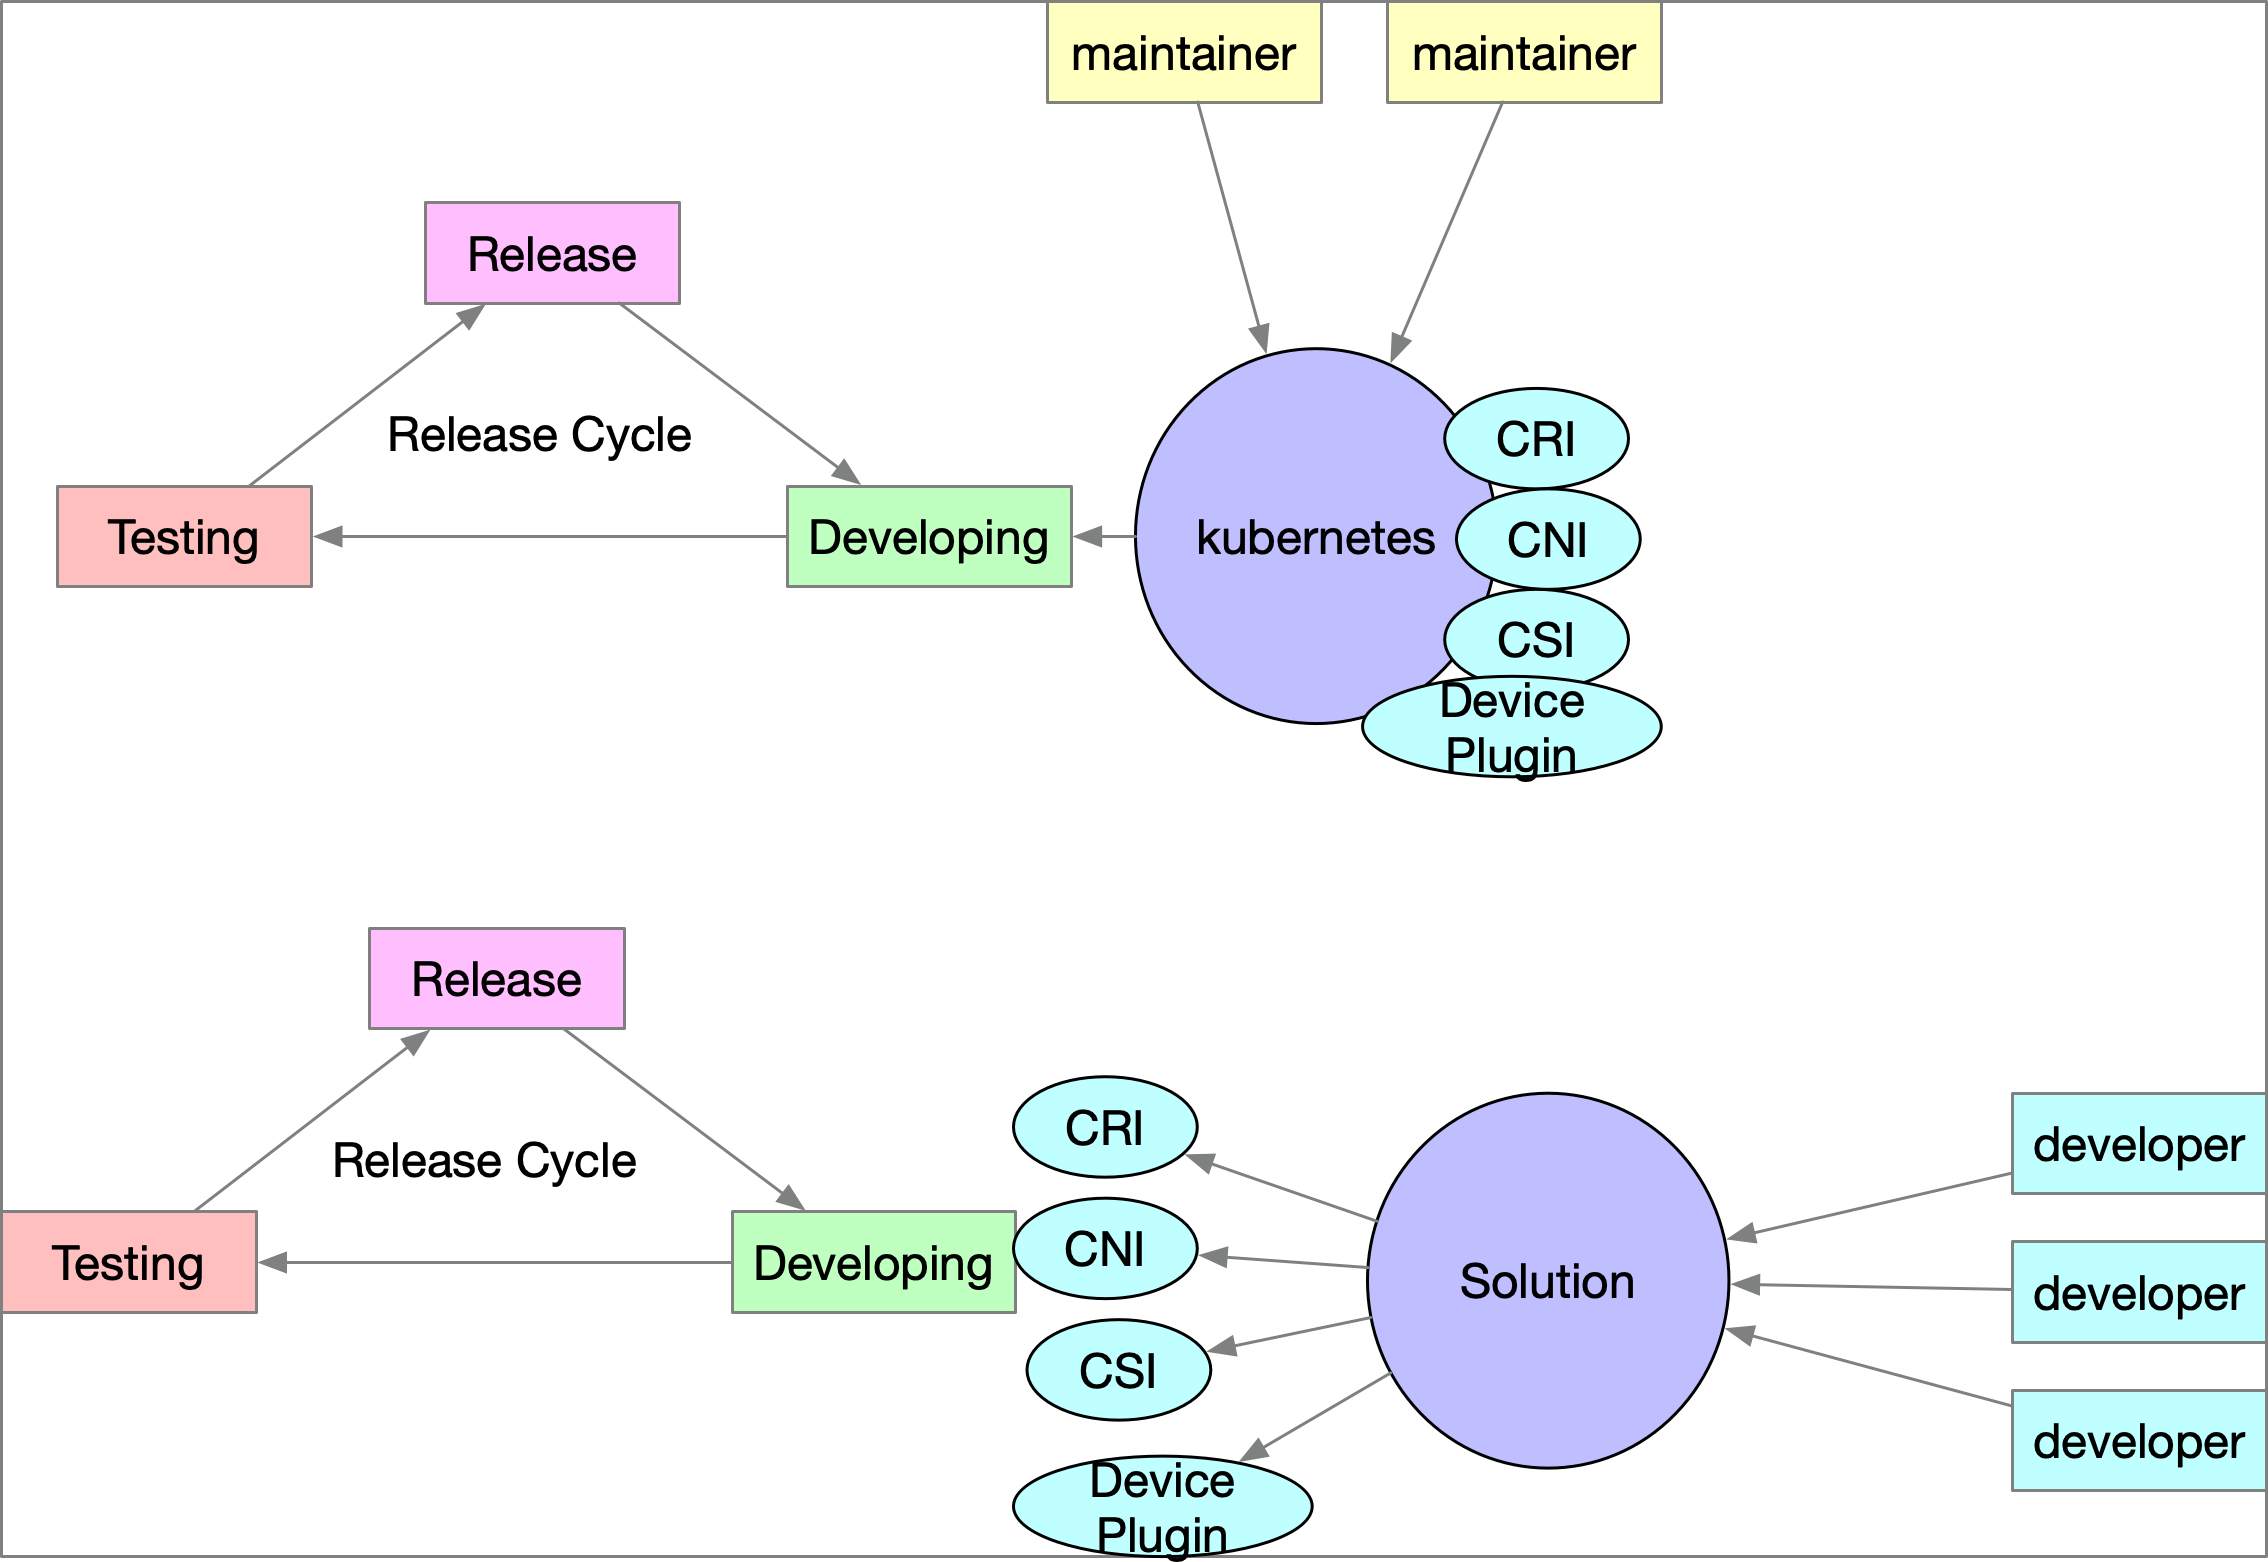 maintainer
maintainer
Release
Release Cycle
Testing
Developing
kubernetes
CRI
CNI
CSI
Device
Plugin
Release
Release Cycle
Testing
Developing
CRI
CNI
CSI
Device
Plugin
Solution
developer
developer
developer